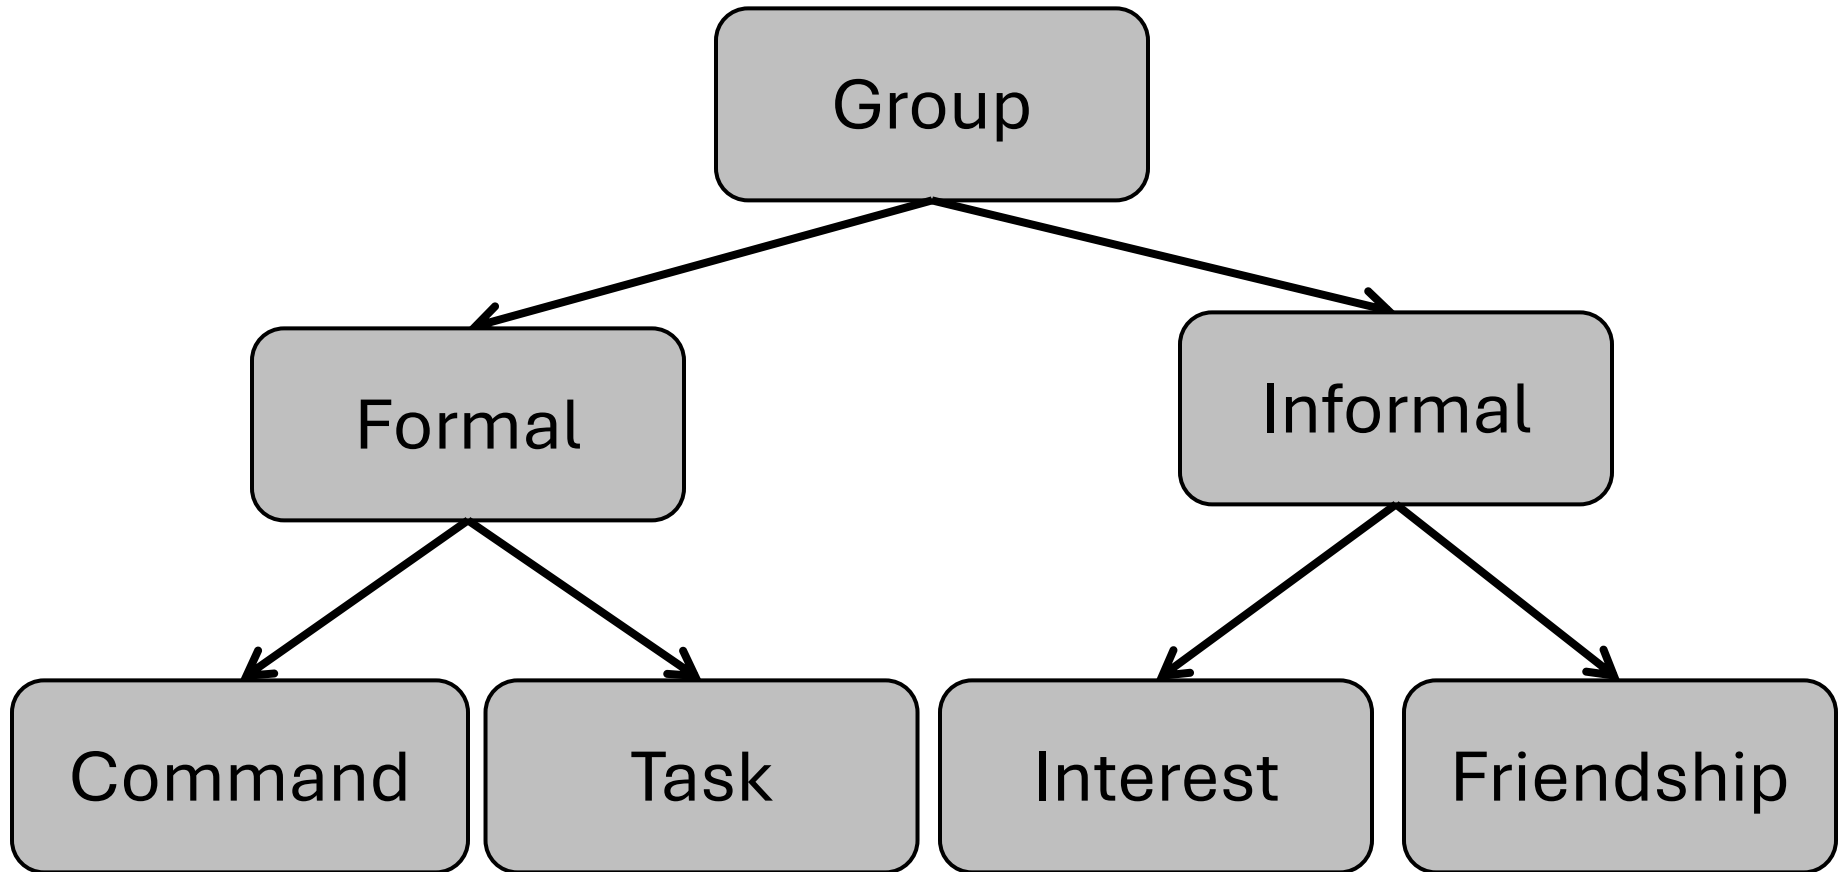 Group
Formal
Informal
Command
Task
Interest
Friendship